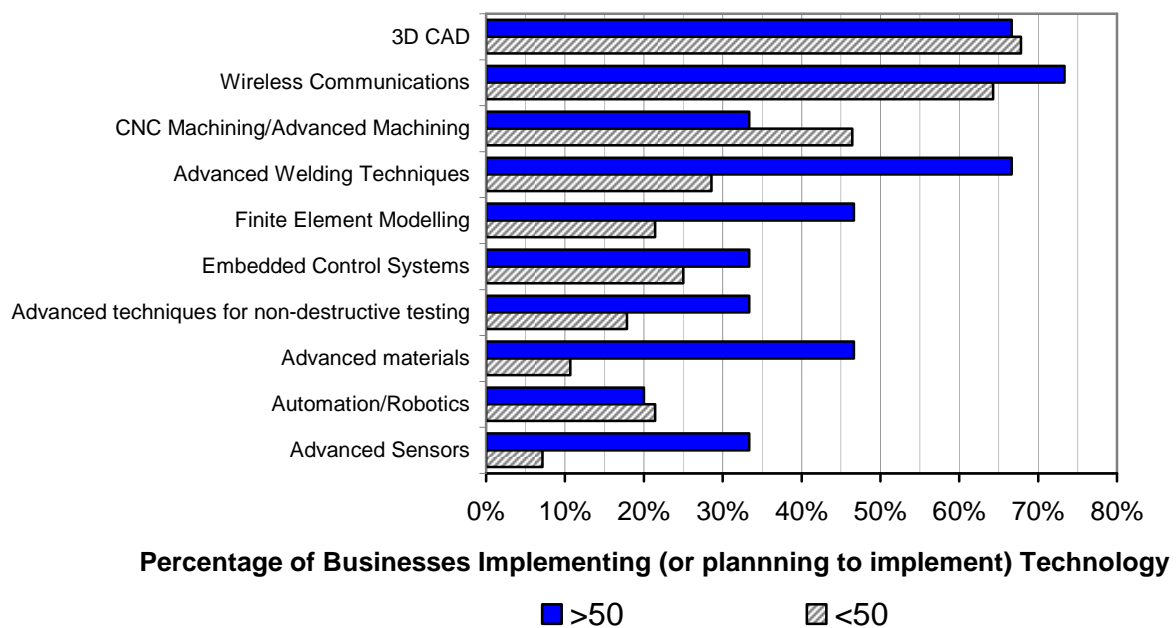 3D CAD
Wireless Communications
CNC Machining/Advanced Machining
Advanced Welding Techniques
Finite Element Modelling
Embedded Control Systems
Advanced techniques for non-destructive testing
Advanced materials
Automation/Robotics
Advanced Sensors
0% 10% 20% 30% 40% 50% 60% 70% 80%
Percentage of Businesses Implementing (or plannning to implement) Technology
>50 <50